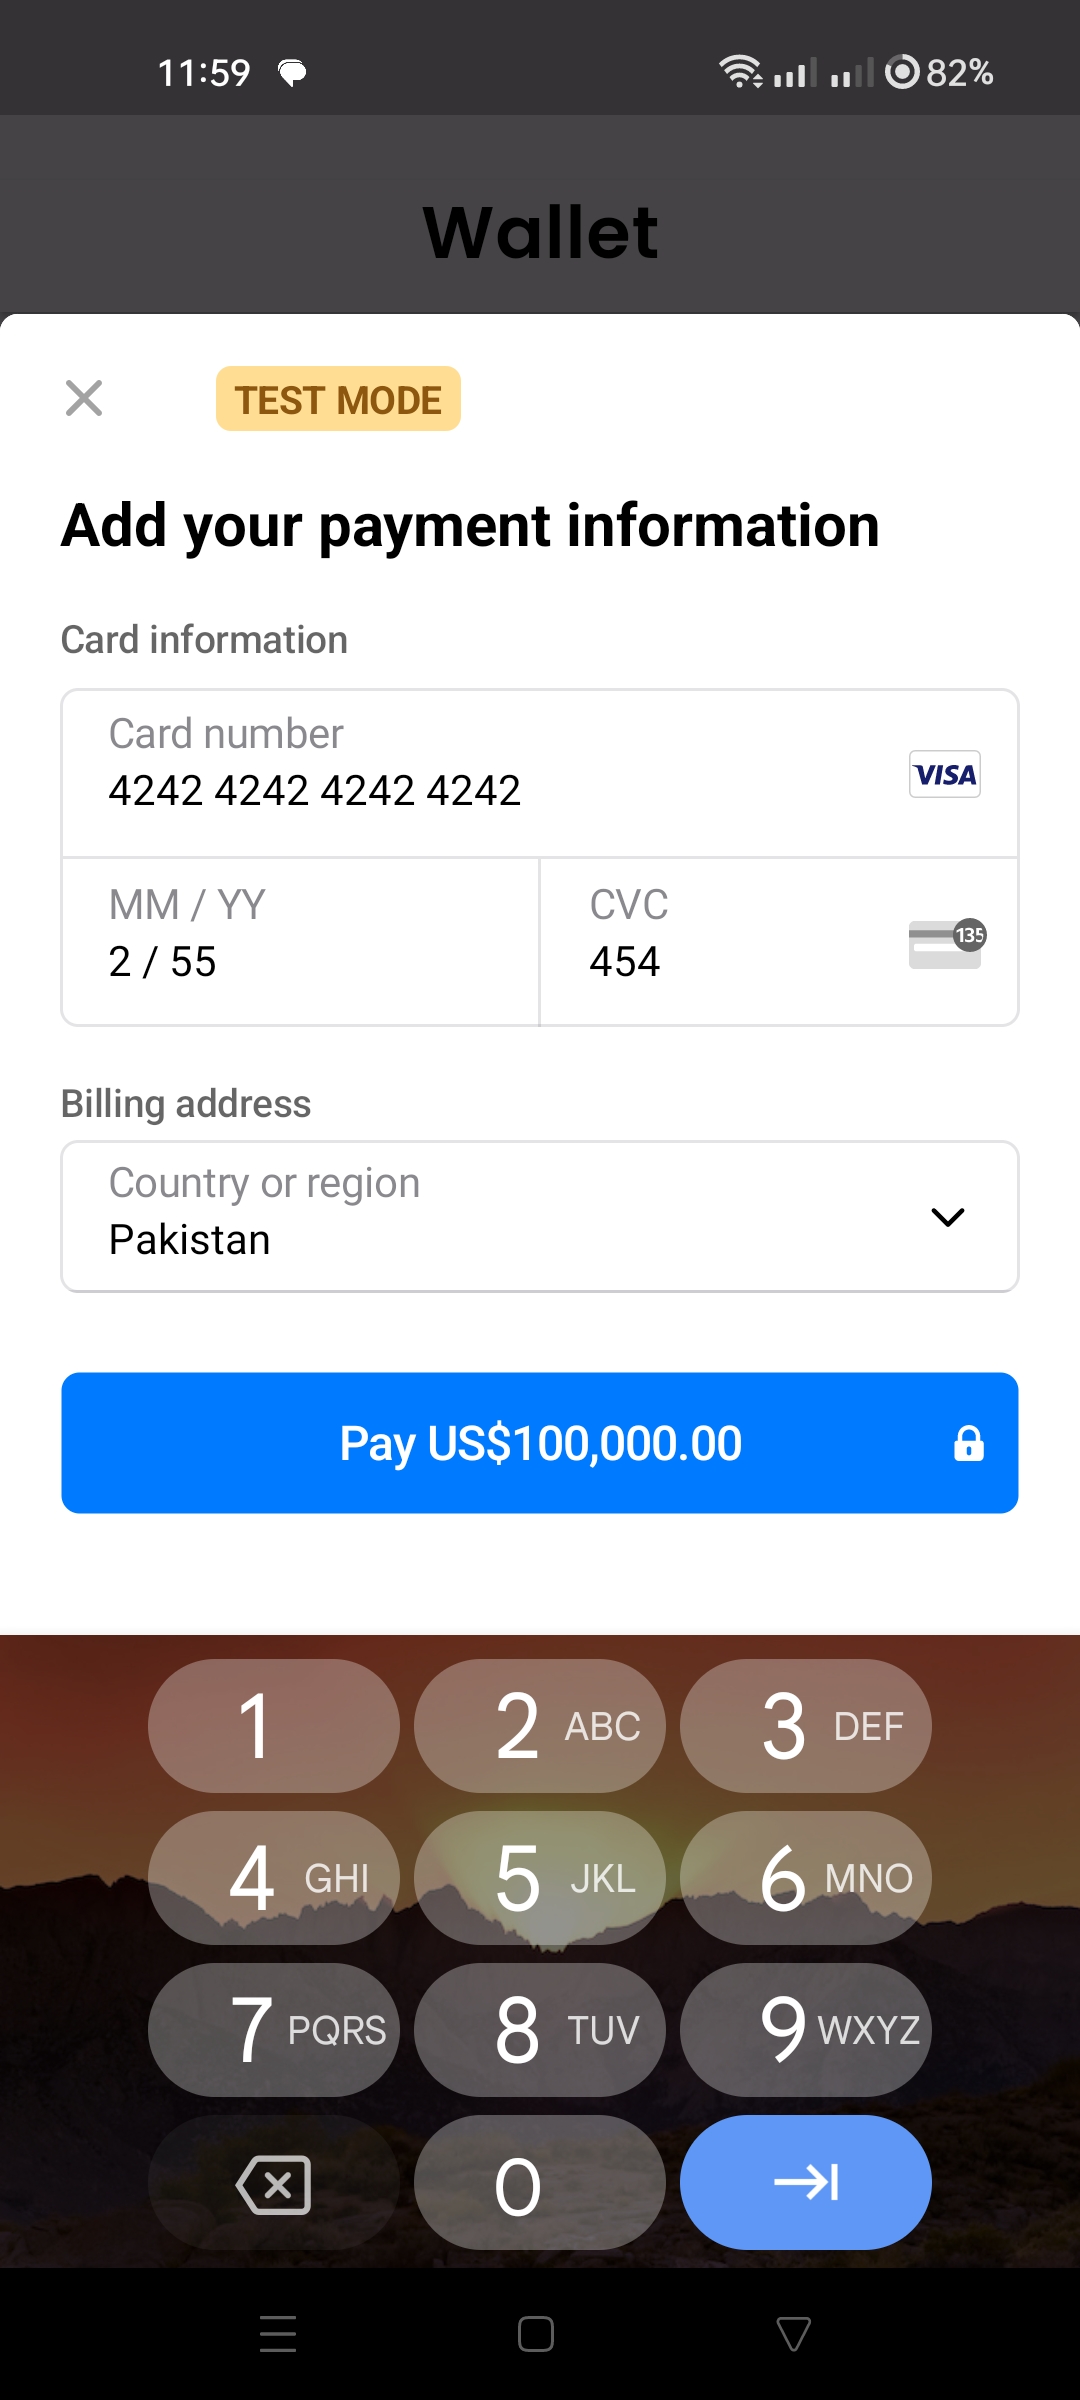 11:59 82%
Wallet
TEST MODE
Add your payment information
Card information
Card number
4242 4242 4242 4242
VISA
MM / YY
2 / 55
CVC
454
135
Billing address
Country or region
Pakistan
Pay US$100,000.00
1 2 ABC 3 DEF
4 GHI 5 JKL 6 MNO
7 PQRS 8 TUV 9 WXYZ
0